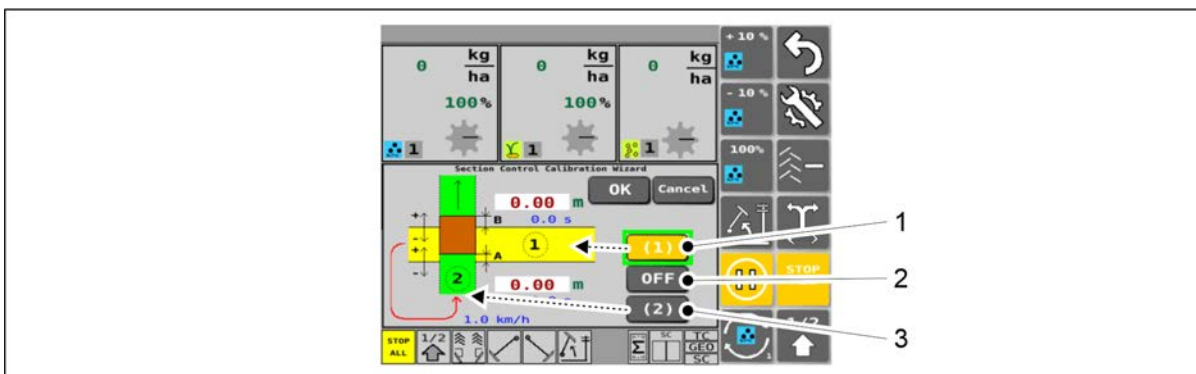 +10 %
kg
ha
0
100%
1
kg
ha
0
100%
1
kg
ha
0
1
- 10 %
100%
Section Control Calibration Wizard
OK
Cancel
0.00 m
B
0.0 s
+
-
+
-
1
(1)
1
A
OFF
2
2
0.00 m
(2)
3
1.0 km/h
STOP
1/2
1
STOP
ALL
1/2
Σ
SC
TC
GEO
SC